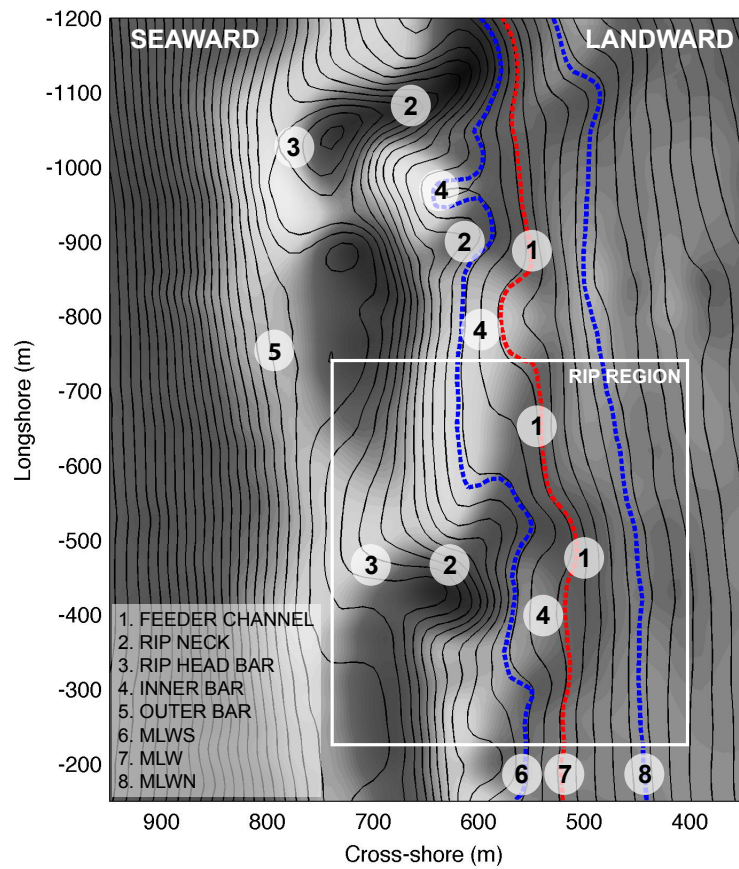 -1200
SEAWARD
LANDWARD
-1100
2
3
-1000
4
-900
2
1
-800
4
5
RIP REGION
-700
1
-600
-500
3
2
1
-400
4
1. FEEDER CHANNEL
2. RIP NECK
3. RIP HEAD BAR
4. INNER BAR
5. OUTER BAR
6. MLWS
7. MLW
8. MLWN
-300
-200
6
7
8
900
800
700
600
500
400
Cross-shore (m)
Longshore (m)